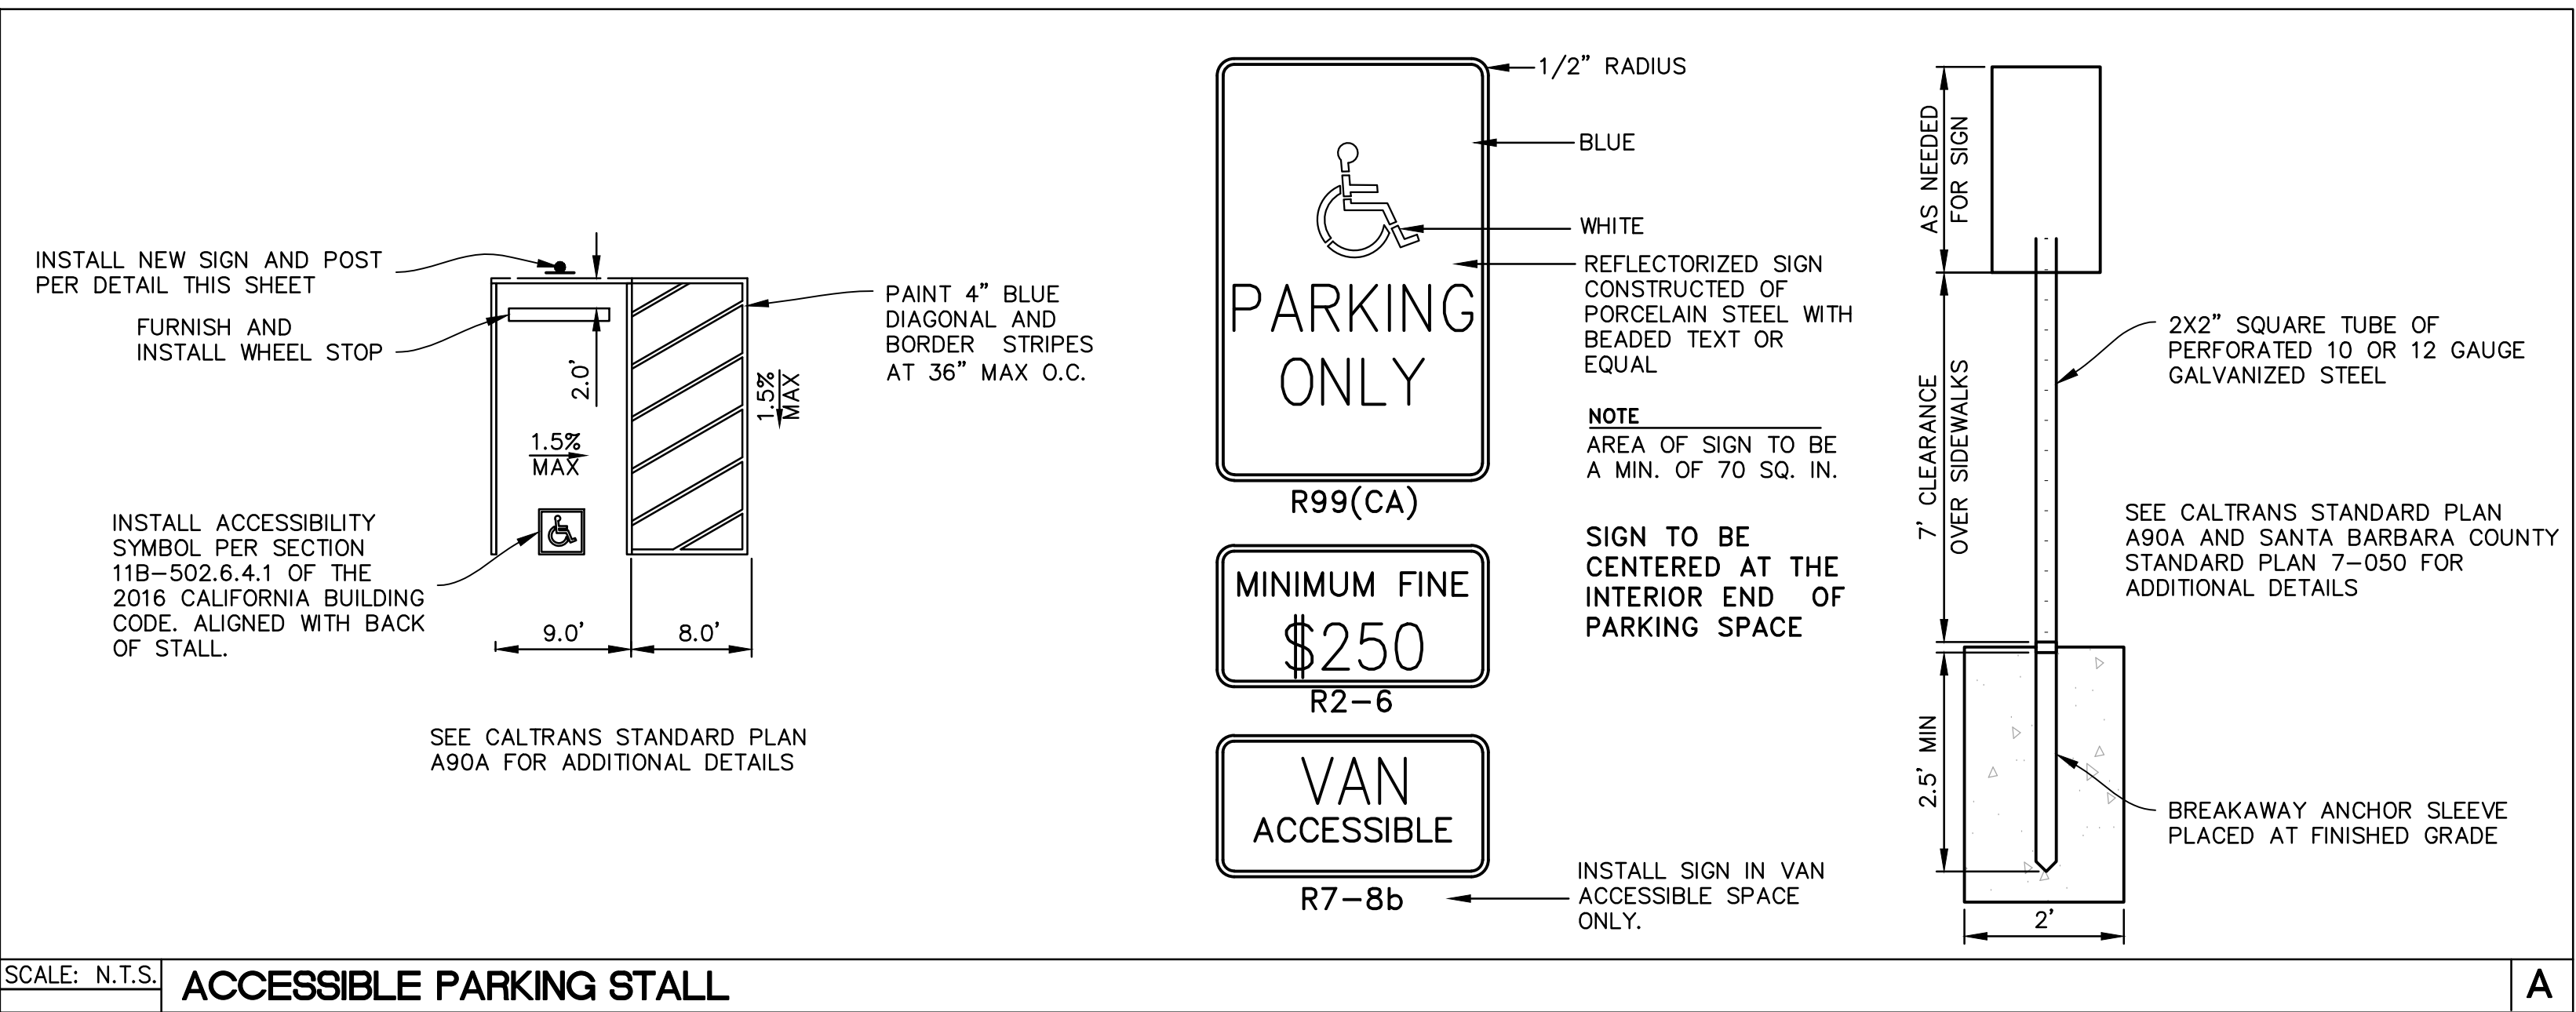 INSTALL NEW SIGN AND POST
PER DETAIL THIS SHEET
FURNISH AND
INSTALL WHEEL STOP
INSTALL ACCESSIBILITY
SYMBOL PER SECTION
11B-502.6.4.1 OF THE
2016 CALIFORNIA BUILDING
CODE. ALIGNED WITH BACK
OF STALL.
2.0'
1.5%
MAX
1.5%
MAX
9.0'
8.0'
PAINT 4" BLUE
DIAGONAL AND
BORDER STRIPES
AT 36" MAX O.C.
SEE CALTRANS STANDARD PLAN
A90A FOR ADDITIONAL DETAILS
PARKING
ONLY
R99(CA)
MINIMUM FINE
$250
R2-6
VAN
ACCESSIBLE
R7-8b
1/2" RADIUS
BLUE
WHITE
REFLECTORIZED SIGN
CONSTRUCTED OF
PORCELAIN STEEL WITH
BEADED TEXT OR
EQUAL
NOTE
AREA OF SIGN TO BE
A MIN. OF 70 SQ. IN.
SIGN TO BE
CENTERED AT THE
INTERIOR END OF
PARKING SPACE
INSTALL SIGN IN VAN
ACCESSIBLE SPACE
ONLY.
AS NEEDED
FOR SIGN
7' CLEARANCE
OVER SIDEWALKS
2.5' MIN
2'
2X2" SQUARE TUBE OF
PERFORATED 10 OR 12 GAUGE
GALVANIZED STEEL
SEE CALTRANS STANDARD PLAN
A90A AND SANTA BARBARA COUNTY
STANDARD PLAN 7-050 FOR
ADDITIONAL DETAILS
BREAKAWAY ANCHOR SLEEVE
PLACED AT FINISHED GRADE
SCALE: N.T.S.
ACCESSIBLE PARKING STALL
A